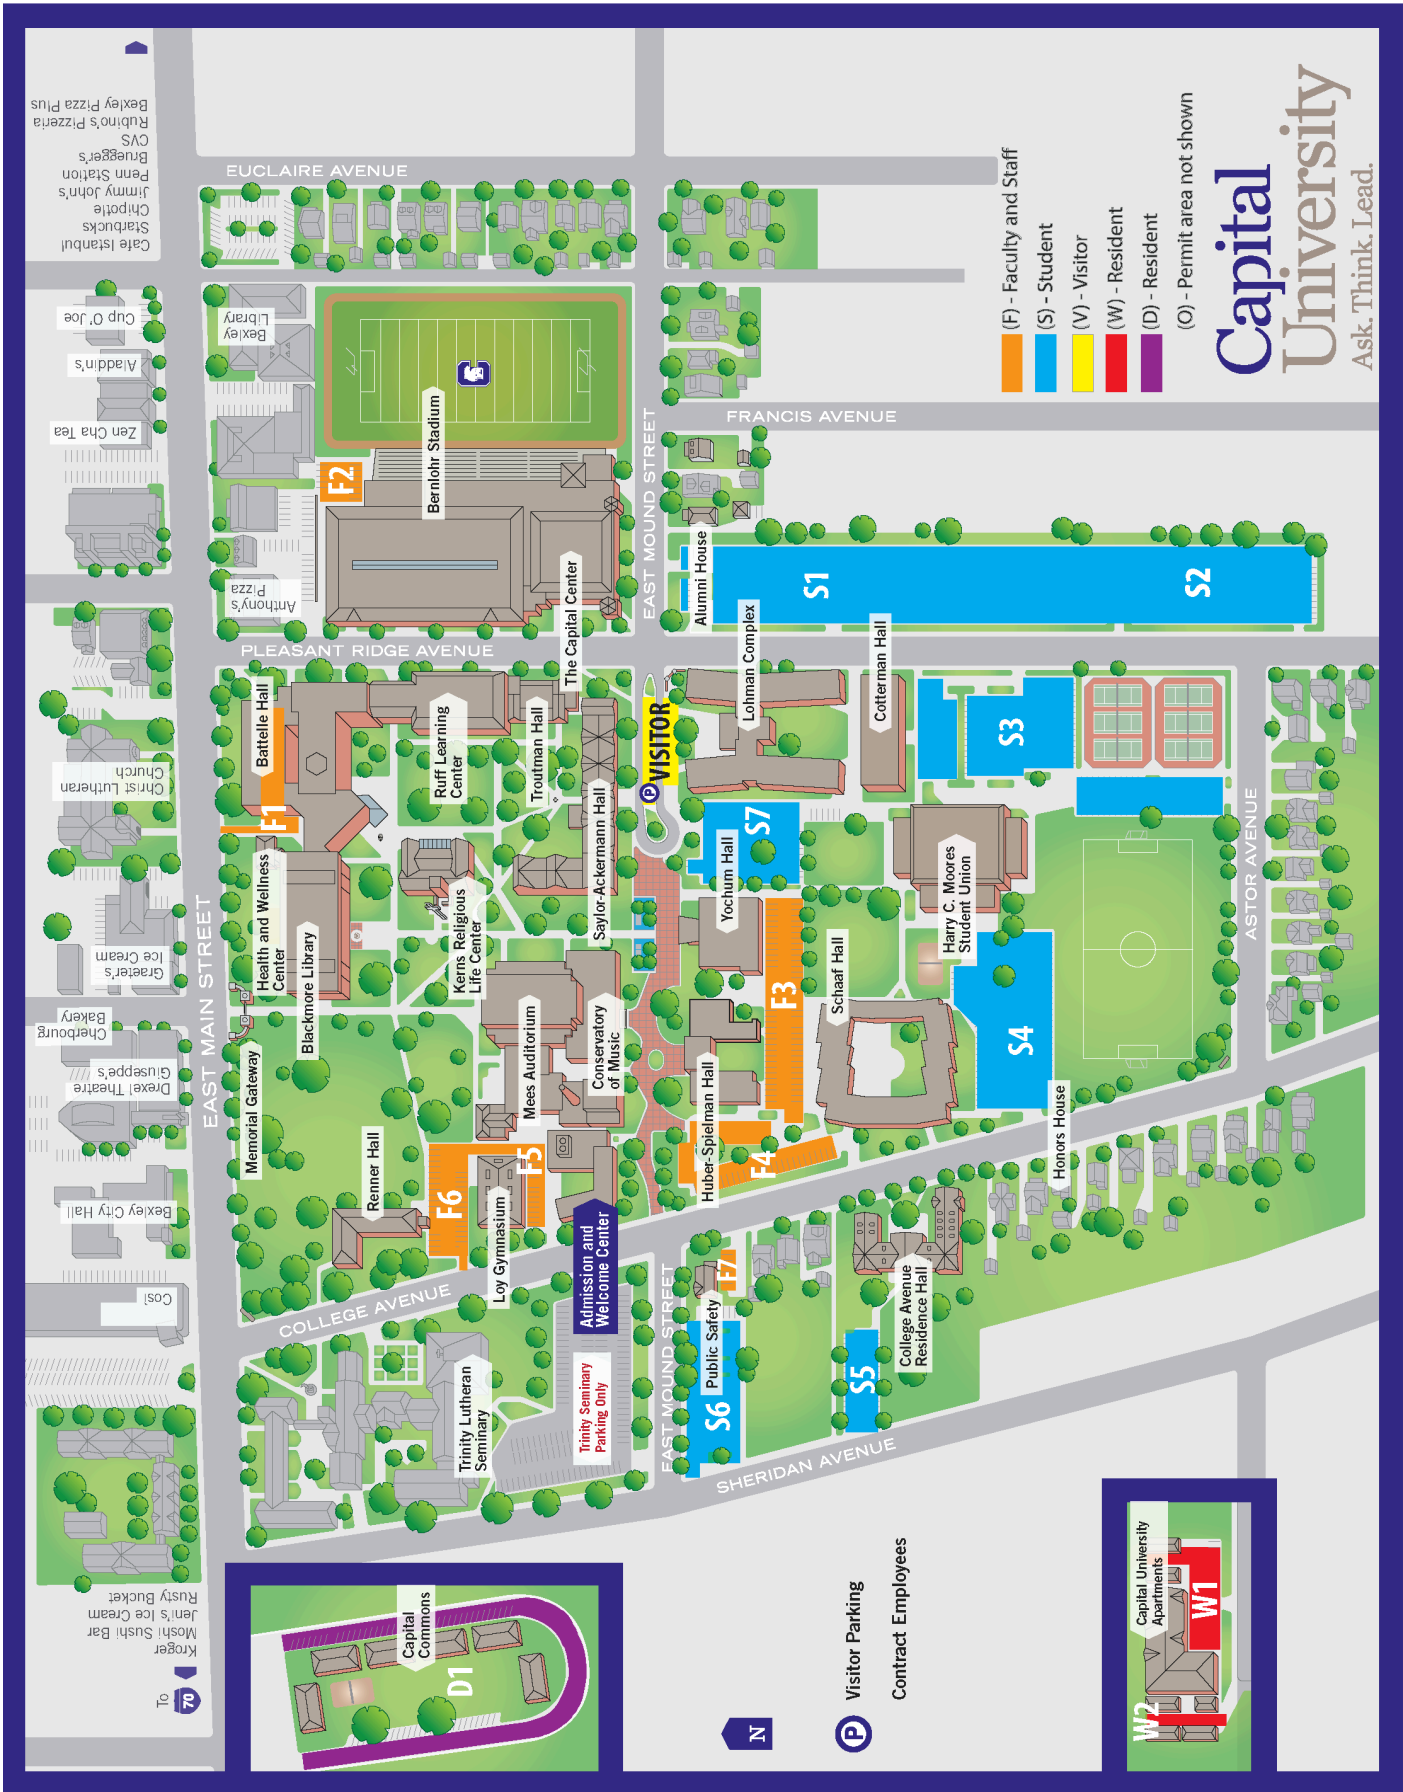 Bexley Pizza Plus
Rubino's Pizzeria
CVS
Bruegger's
Penn Station
Jimmy John's
Chipotle
Starbucks
Cafe Istanbul
Cup O' Joe
Aladdin's
Zen Cha Tea
Christ Lutheran
Church
Graeter's
Ice Cream
Cherbourg
Bakery
Drexel Theatre
Giuseppe's
Bexley City Hall
Cosi
Rusty Bucket
Jeni's Ice Cream
Moshi Sushi Bar
Kroger
To
70
EAST MAIN STREET
EUCLAIRE AVENUE
Bexley
Library
F2
Bernlohr Stadium
Anthony's
Pizza
The Capital Center
EAST MOUND STREET
FRANCIS AVENUE
Alumni House
S1
S2
PLEASANT RIDGE AVENUE
Battelle Hall
F1
Ruff Learning
Center
Troutman Hall
Saylor-Ackermann Hall
VISITOR
P
Lohman Complex
Cotterman Hall
S3
S7
Yochum Hall
Harry C. Moores
Student Union
ASTOR AVENUE
Health and Wellness
Center
Blackmore Library
Kerns Religious
Life Center
Mees Auditorium
Conservatory
of Music
F3
Schaaf Hall
S4
Huber-Spielman Hall
F4
Memorial Gateway
Renner Hall
F6
F5
Loy Gymnasium
Admission and
Welcome Center
Honors House
COLLEGE AVENUE
Trinity Lutheran
Seminary
Trinity Seminary
Parking Only
EAST MOUND STREET
Public Safety
F7
S6
S5
College Avenue
Residence Hall
SHERIDAN AVENUE
Capital
Commons
D1
N
P
Visitor Parking
Contract Employees
Capital University
Apartments
W1
W2
(F) - Faculty and Staff
(S) - Student
(V) - Visitor
(W) - Resident
(D) - Resident
(O) - Permit area not shown
Capital
University
Ask. Think. Lead.